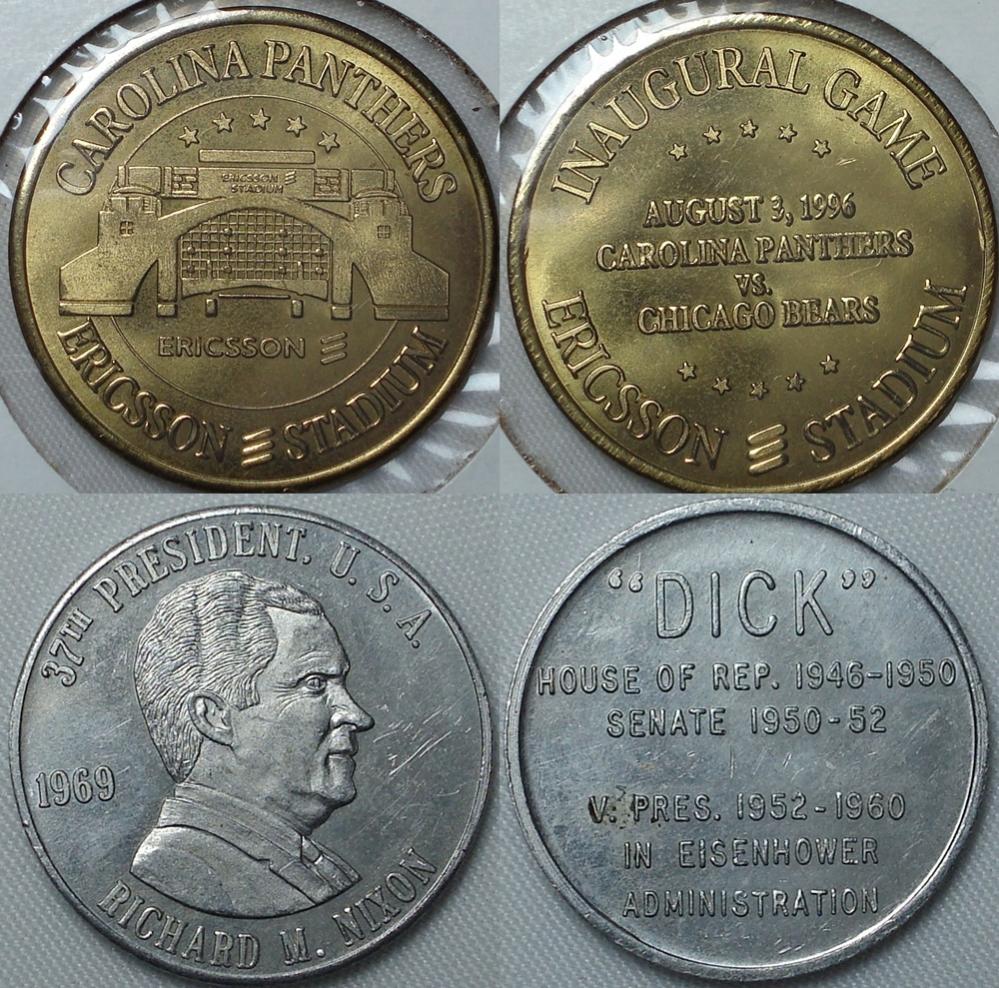 CAROLINA PANTHERS
ERICSSON
STADIUM
ERICSSON
ERICSSON STADIUM
INAUGURAL GAME
AUGUST 3, 1996
CAROLINA PANTHERS
VS.
CHICAGO BEARS
ERICSSON STADIUM
37TH PRESIDENT. U. S. A.
1969
RICHARD M. NIXON
“DICK”
HOUSE OF REP. 1946-1950
SENATE 1950-52
V. PRES. 1952-1960
IN EISENHOWER
ADMINISTRATION